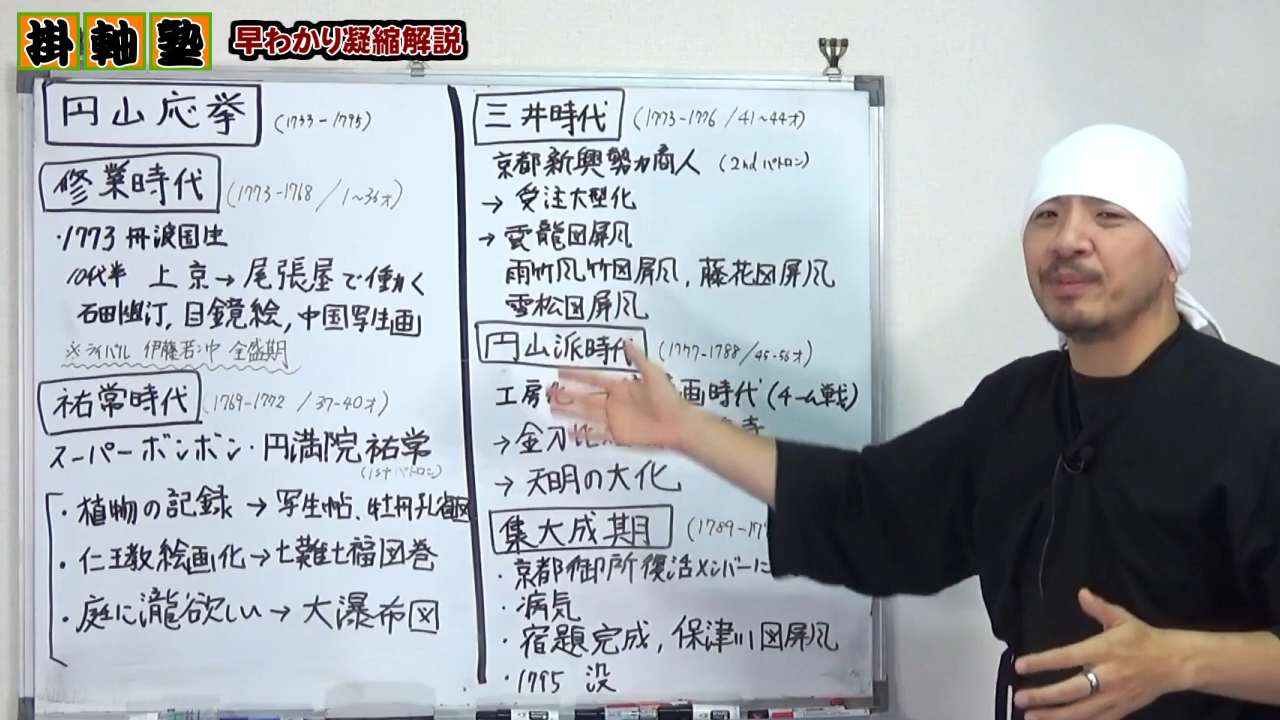 掛軸塾
早わかり凝縮解説
円山応挙 (1733-1795)
修業時代 (1773-1768/1~36才)
・1773 丹波国生
10代半 上京→尾張屋で働く
石田幽汀, 目鏡絵, 中国写生画
※ライバル 伊藤若冲 全盛期
祐常時代 (1769-1772/37-40才)
スーパーボンボン・円満院祐常
(1stパトロン)
・植物の記録→写生帖、牡丹孔雀図
・仁王教絵画化→七難七福図巻
・庭に瀧欲しい→大瀑布図
三井時代 (1773-1776/41~44才)
京都新興勢力商人 (2ndパトロン)
→受注大型化
→雲龍図屏風
雨竹風竹図屏風, 藤花図屏風
雪松図屏風
円山派時代 (1777-1788/45-56才)
工房化 画時代(チーム戦)
→金刀比 寺
→天明の大化
集大成期 (1789-17
・京都御所復活メンバーに
・病気
・宿題完成, 保津川図屏風
・1795 没